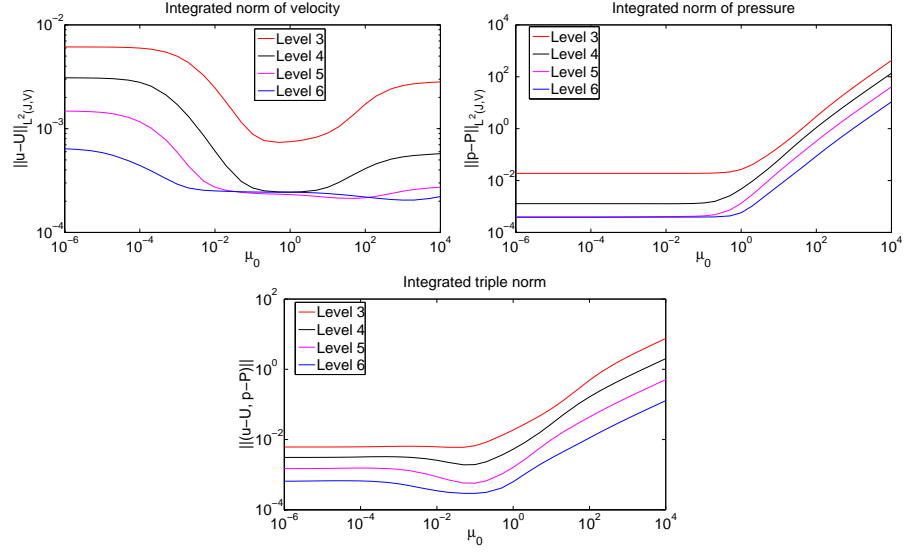 Integrated norm of velocity
||u−U||_L²(J,V)
10^−2
10^−3
10^−4
Level 3
Level 4
Level 5
Level 6
10^−6
10^−4
10^−2
10^0
10^2
10^4
μ_0
Integrated norm of pressure
||p−P||_L²(J,V)
10^4
10^2
10^0
10^−2
10^−4
Level 3
Level 4
Level 5
Level 6
10^−6
10^−4
10^−2
10^0
10^2
10^4
μ_0
Integrated triple norm
||(u−U, p−P)||
10^2
10^0
10^−2
10^−4
Level 3
Level 4
Level 5
Level 6
10^−6
10^−4
10^−2
10^0
10^2
10^4
μ_0